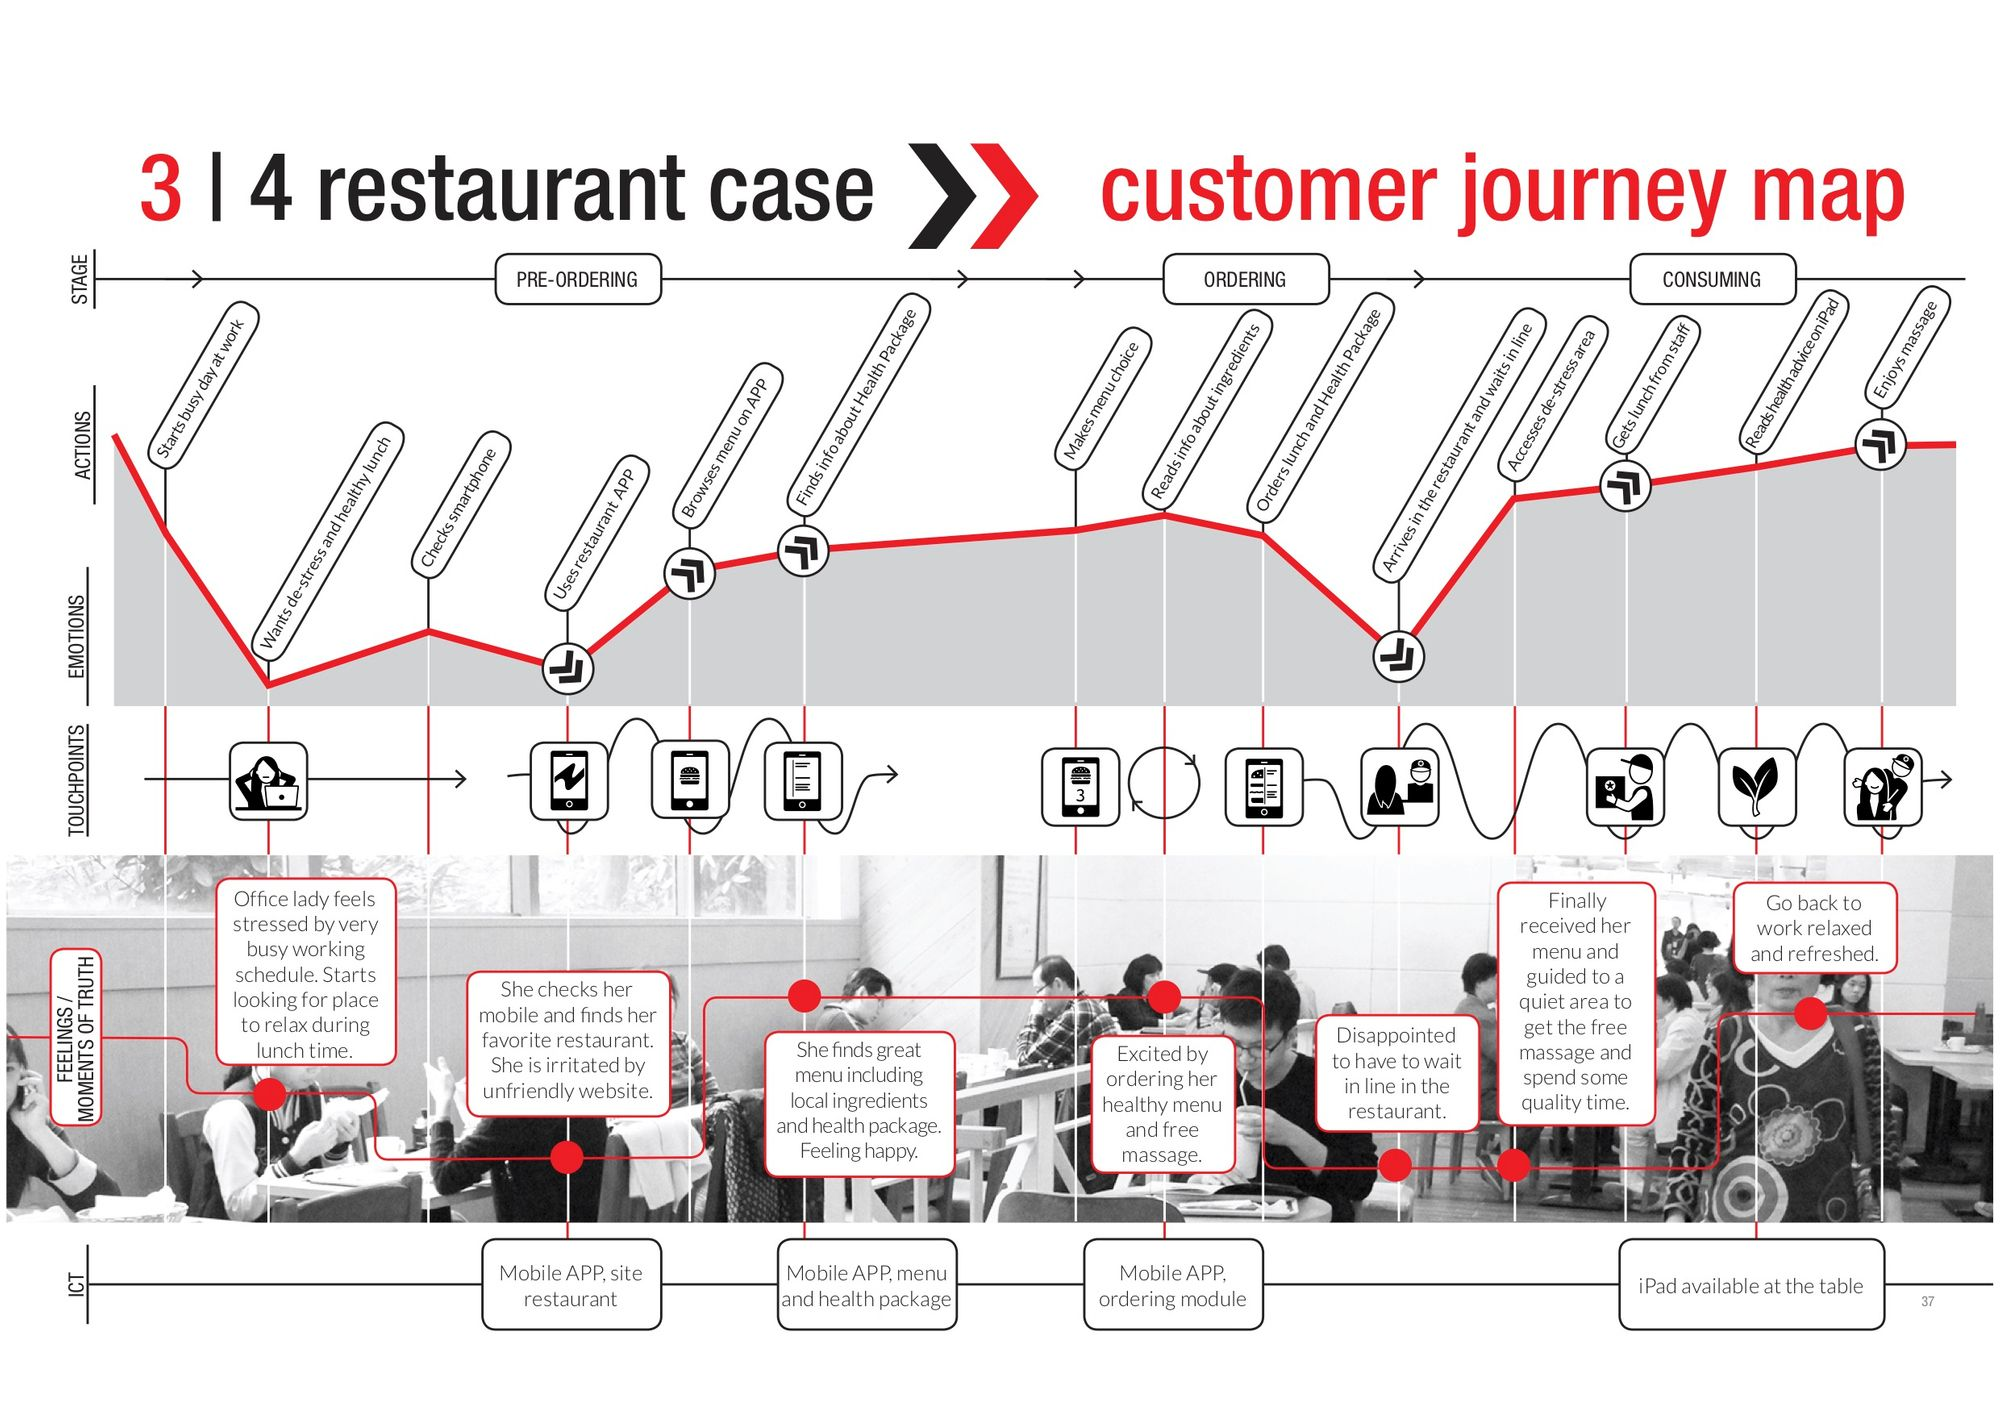 3 | 4 restaurant case
customer journey map
STAGE
PRE-ORDERING
ORDERING
CONSUMING
ACTIONS
Starts busy day at work
Wants de-stress and healthy lunch
Checks smartphone
Uses restaurant APP
Browses menu on APP
Finds info about Health Package
Makes menu choice
Reads info about ingredients
Orders lunch and Health Package
Arrives in the restaurant and waits in line
Accesses de-stress area
Gets lunch from staff
Reads health advice on iPad
Enjoys massage
EMOTIONS
TOUCHPOINTS
3
FEELINGS /
MOMENTS OF TRUTH
Office lady feels
stressed by very
busy working
schedule. Starts
looking for place
to relax during
lunch time.
She checks her
mobile and finds her
favorite restaurant.
She is irritated by
unfriendly website.
She finds great
menu including
local ingredients
and health package.
Feeling happy.
Excited by
ordering her
healthy menu
and free
massage.
Disappointed
to have to wait
in line in the
restaurant.
Finally
received her
menu and
guided to a
quiet area to
get the free
massage and
spend some
quality time.
Go back to
work relaxed
and refreshed.
ICT
Mobile APP, site
restaurant
Mobile APP, menu
and health package
Mobile APP,
ordering module
iPad available at the table
37